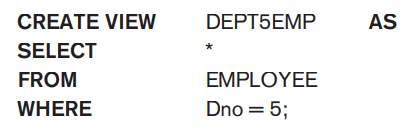 CREATE VIEW DEPT5EMP AS
SELECT *
FROM EMPLOYEE
WHERE Dno = 5;